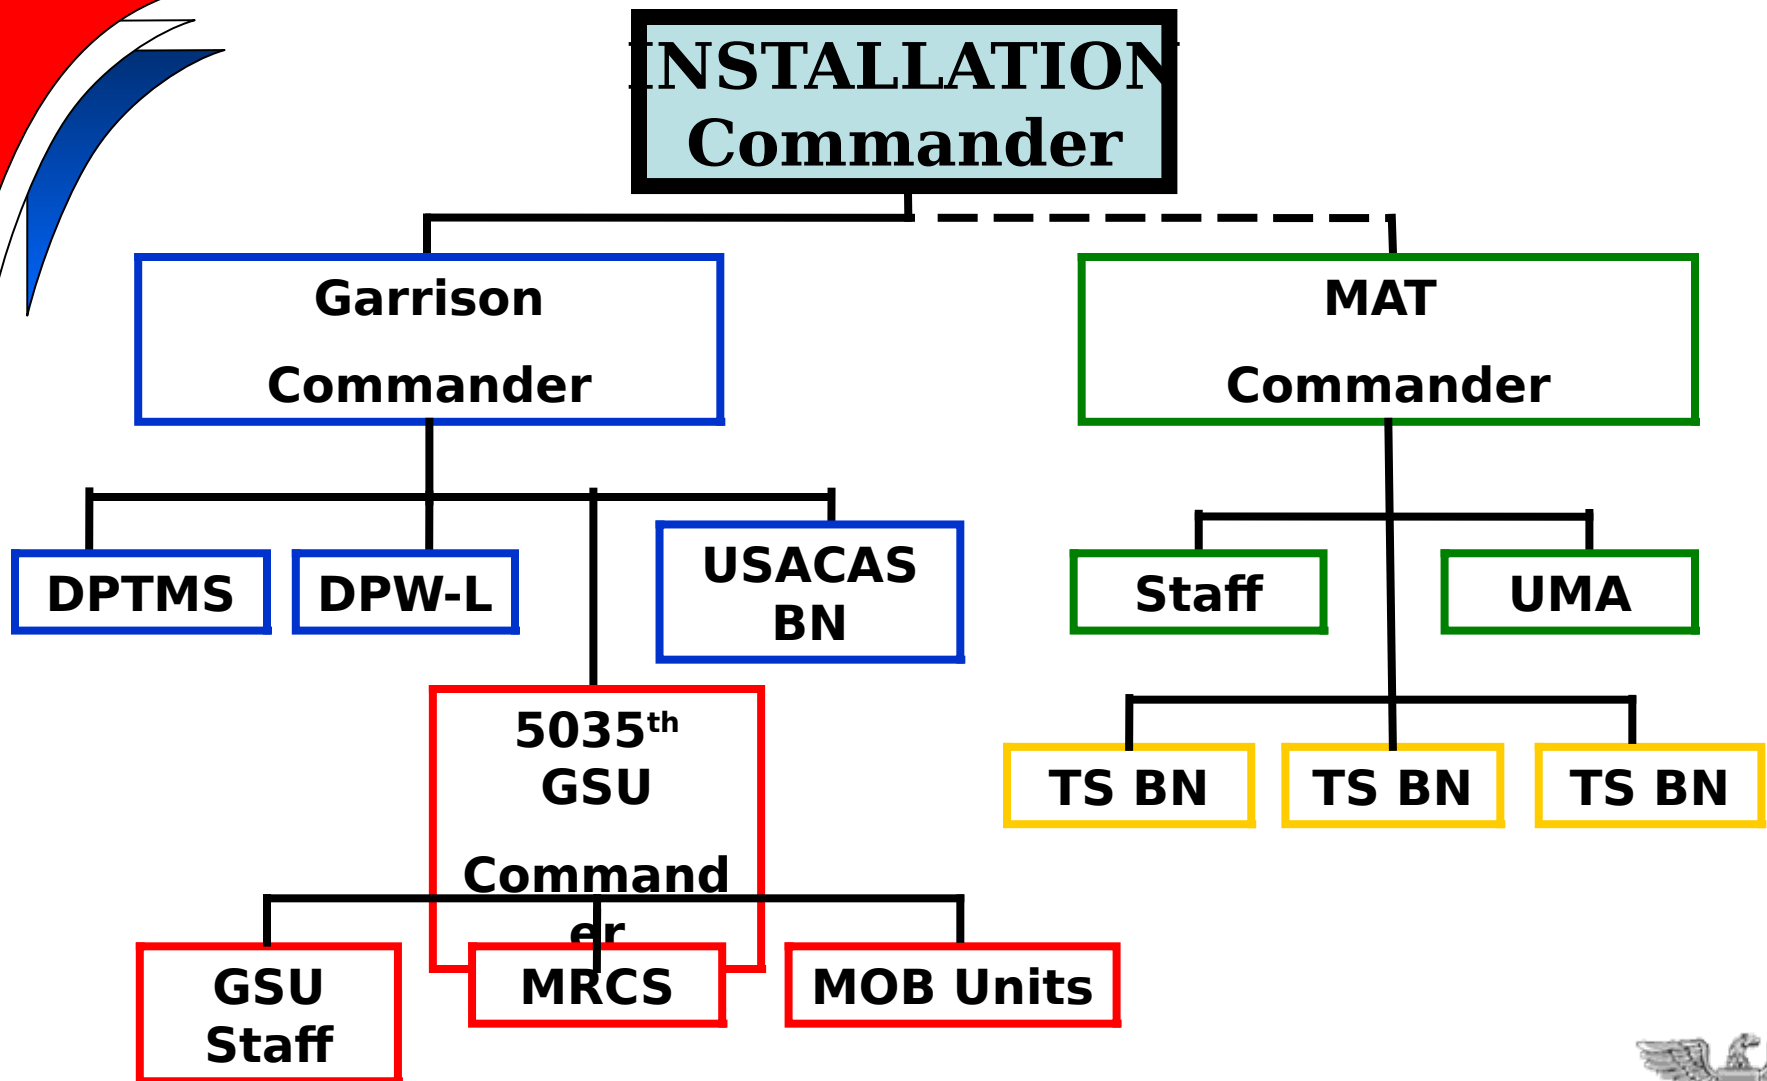 INSTALLATION
Commander
Garrison
Commander
MAT
Commander
DPTMS
DPW-L
USACAS
BN
Staff
UMA
5035th
GSU
Command
er
TS BN
TS BN
TS BN
GSU
Staff
MRCS
MOB Units